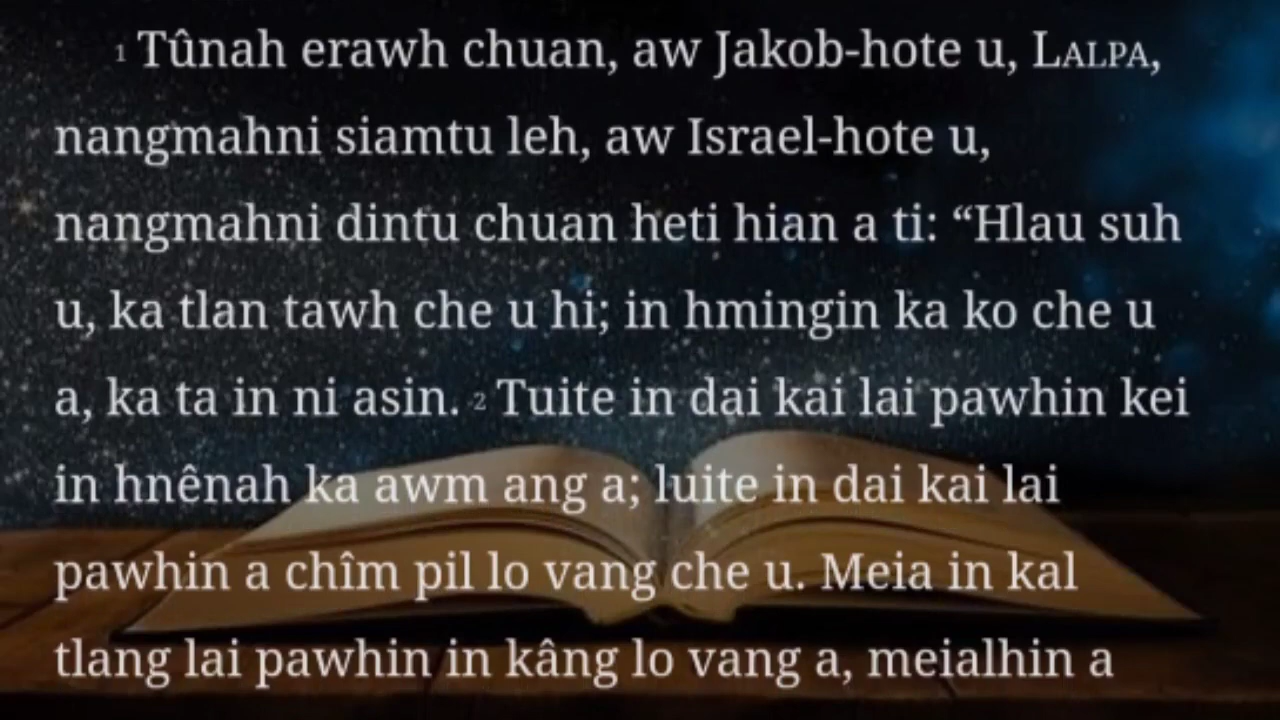 1 Tûnah erawh chuan, aw Jakob-hote u, LALPA,
nangmahni siamtu leh, aw Israel-hote u,
nangmahni dintu chuan heti hian a ti: “Hlau suh
u, ka tlan tawh che u hi; in hmingin ka ko che u
a, ka ta in ni asin. 2 Tuite in dai kai lai pawhin kei
in hnênah ka awm ang a; luite in dai kai lai
pawhin a chîm pil lo vang che u. Meia in kal
tlang lai pawhin in kâng lo vang a, meialhin a